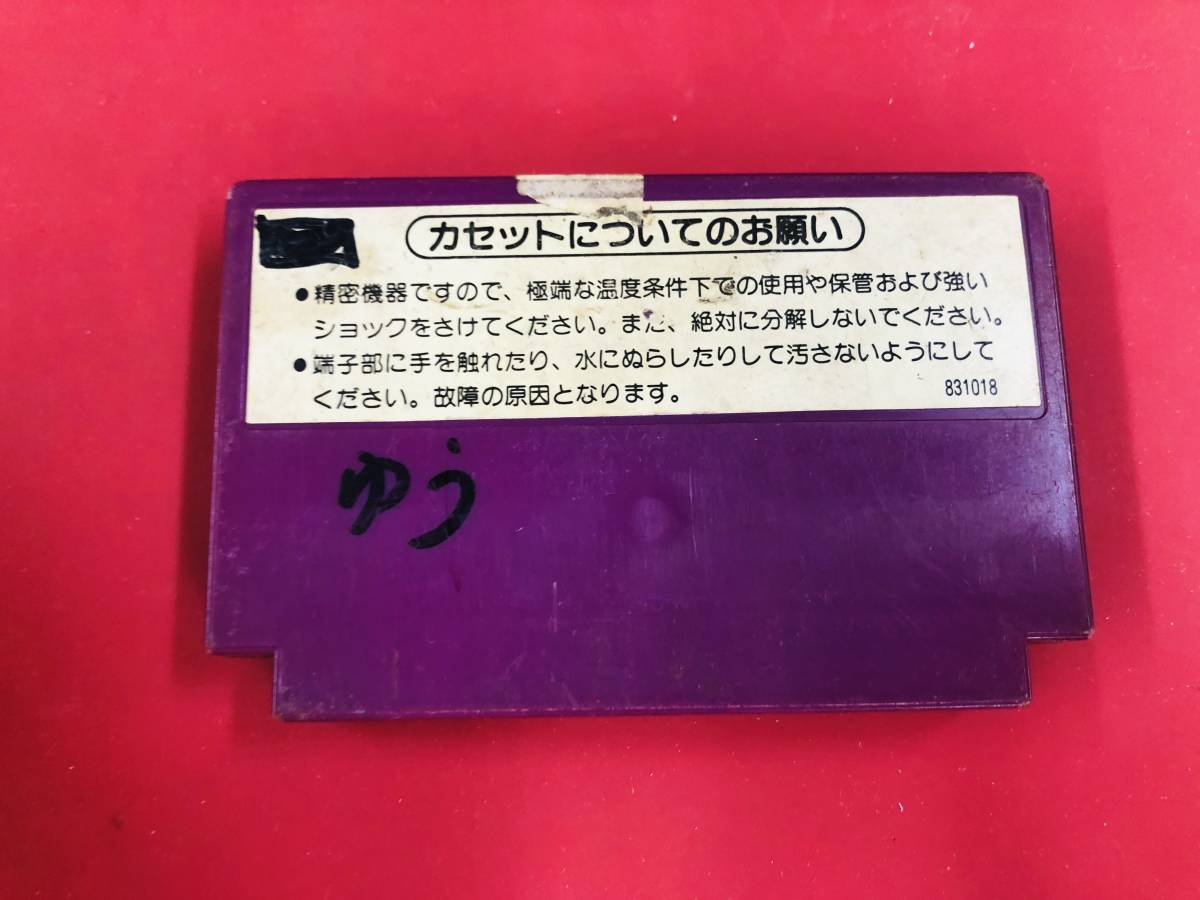 カセットについてのお願い
●精密機器ですので、極端な温度条件下での使用や保管および強い
ショックをさけてください。また、絶対に分解しないでください。
●端子部に手を触れたり、水にぬらしたりして汚さないようにして
ください。故障の原因となります。
831018
ゆう